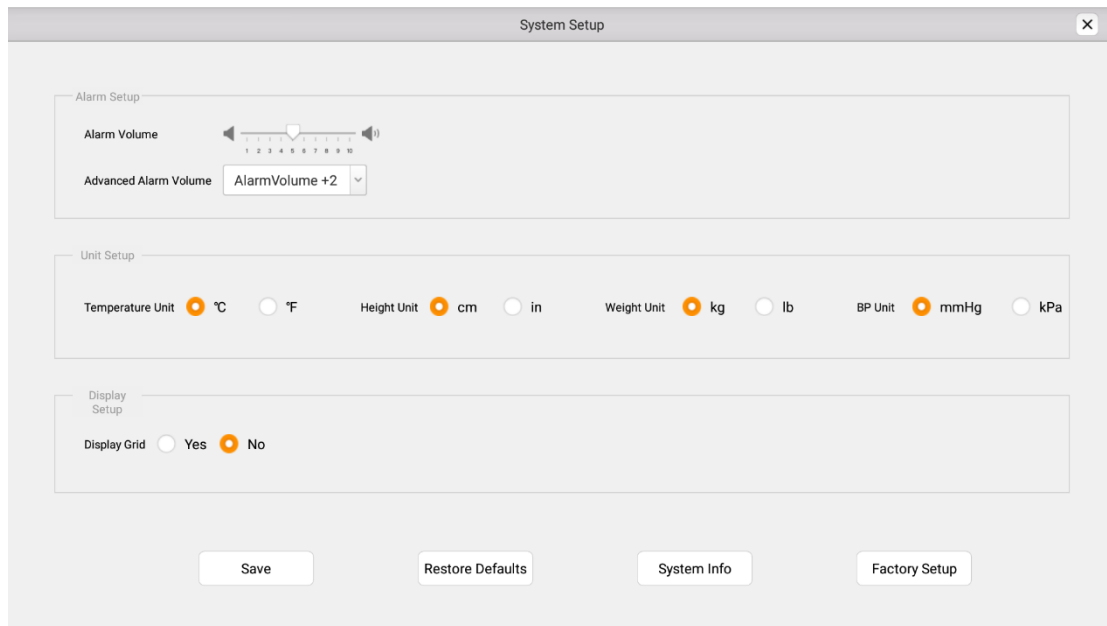 System Setup
Alarm Setup
Alarm Volume
1 2 3 4 5 6 7 8 9 10
Advanced Alarm Volume AlarmVolume +2
Unit Setup
Temperature Unit ℃ ℉ Height Unit cm in Weight Unit kg lb BP Unit mmHg kPa
Display
Setup
Display Grid Yes No
Save Restore Defaults System Info Factory Setup